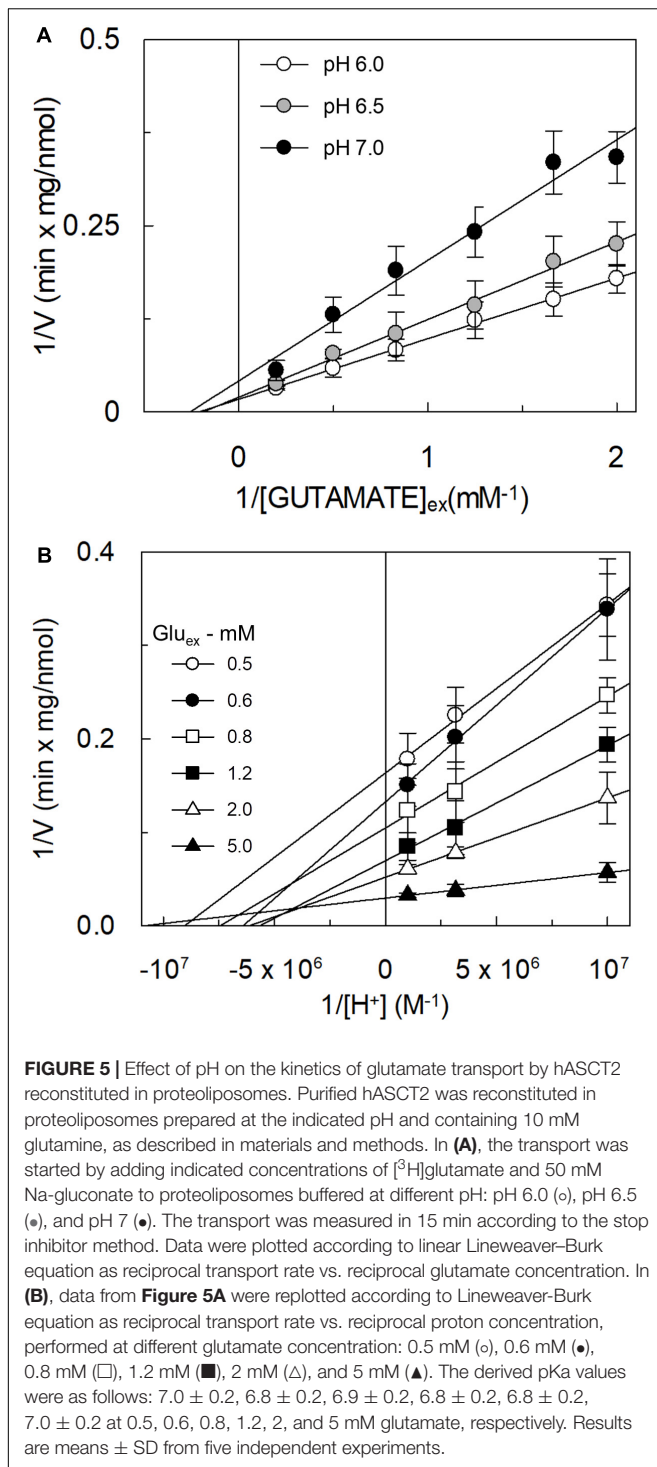 A
0.5
pH 6.0
pH 6.5
pH 7.0
1/V (min x mg/nmol)
0.25
0
0
1
2
1/[GUTAMATE]ex(mM-1)
B
0.4
Gluex - mM
0.5
0.6
0.8
1.2
2.0
5.0
1/V (min x mg/nmol)
0.2
0.0
-10⁷
-5 x 10⁶
0
5 x 10⁶
10⁷
1/[H⁺] (M⁻¹)
FIGURE 5 | Effect of pH on the kinetics of glutamate transport by hASCT2
reconstituted in proteoliposomes. Purified hASCT2 was reconstituted in
proteoliposomes prepared at the indicated pH and containing 10 mM
glutamine, as described in materials and methods. In (A), the transport was
started by adding indicated concentrations of [³H]glutamate and 50 mM
Na-gluconate to proteoliposomes buffered at different pH: pH 6.0 (○), pH 6.5
(●), and pH 7 (●). The transport was measured in 15 min according to the stop
inhibitor method. Data were plotted according to linear Lineweaver–Burk
equation as reciprocal transport rate vs. reciprocal glutamate concentration. In
(B), data from Figure 5A were replotted according to Lineweaver-Burk
equation as reciprocal transport rate vs. reciprocal proton concentration,
performed at different glutamate concentration: 0.5 mM (○), 0.6 mM (●),
0.8 mM (□), 1.2 mM (■), 2 mM (△), and 5 mM (▲). The derived pKa values
were as follows: 7.0 ± 0.2, 6.8 ± 0.2, 6.9 ± 0.2, 6.8 ± 0.2, 6.8 ± 0.2,
7.0 ± 0.2 at 0.5, 0.6, 0.8, 1.2, 2, and 5 mM glutamate, respectively. Results
are means ± SD from five independent experiments.